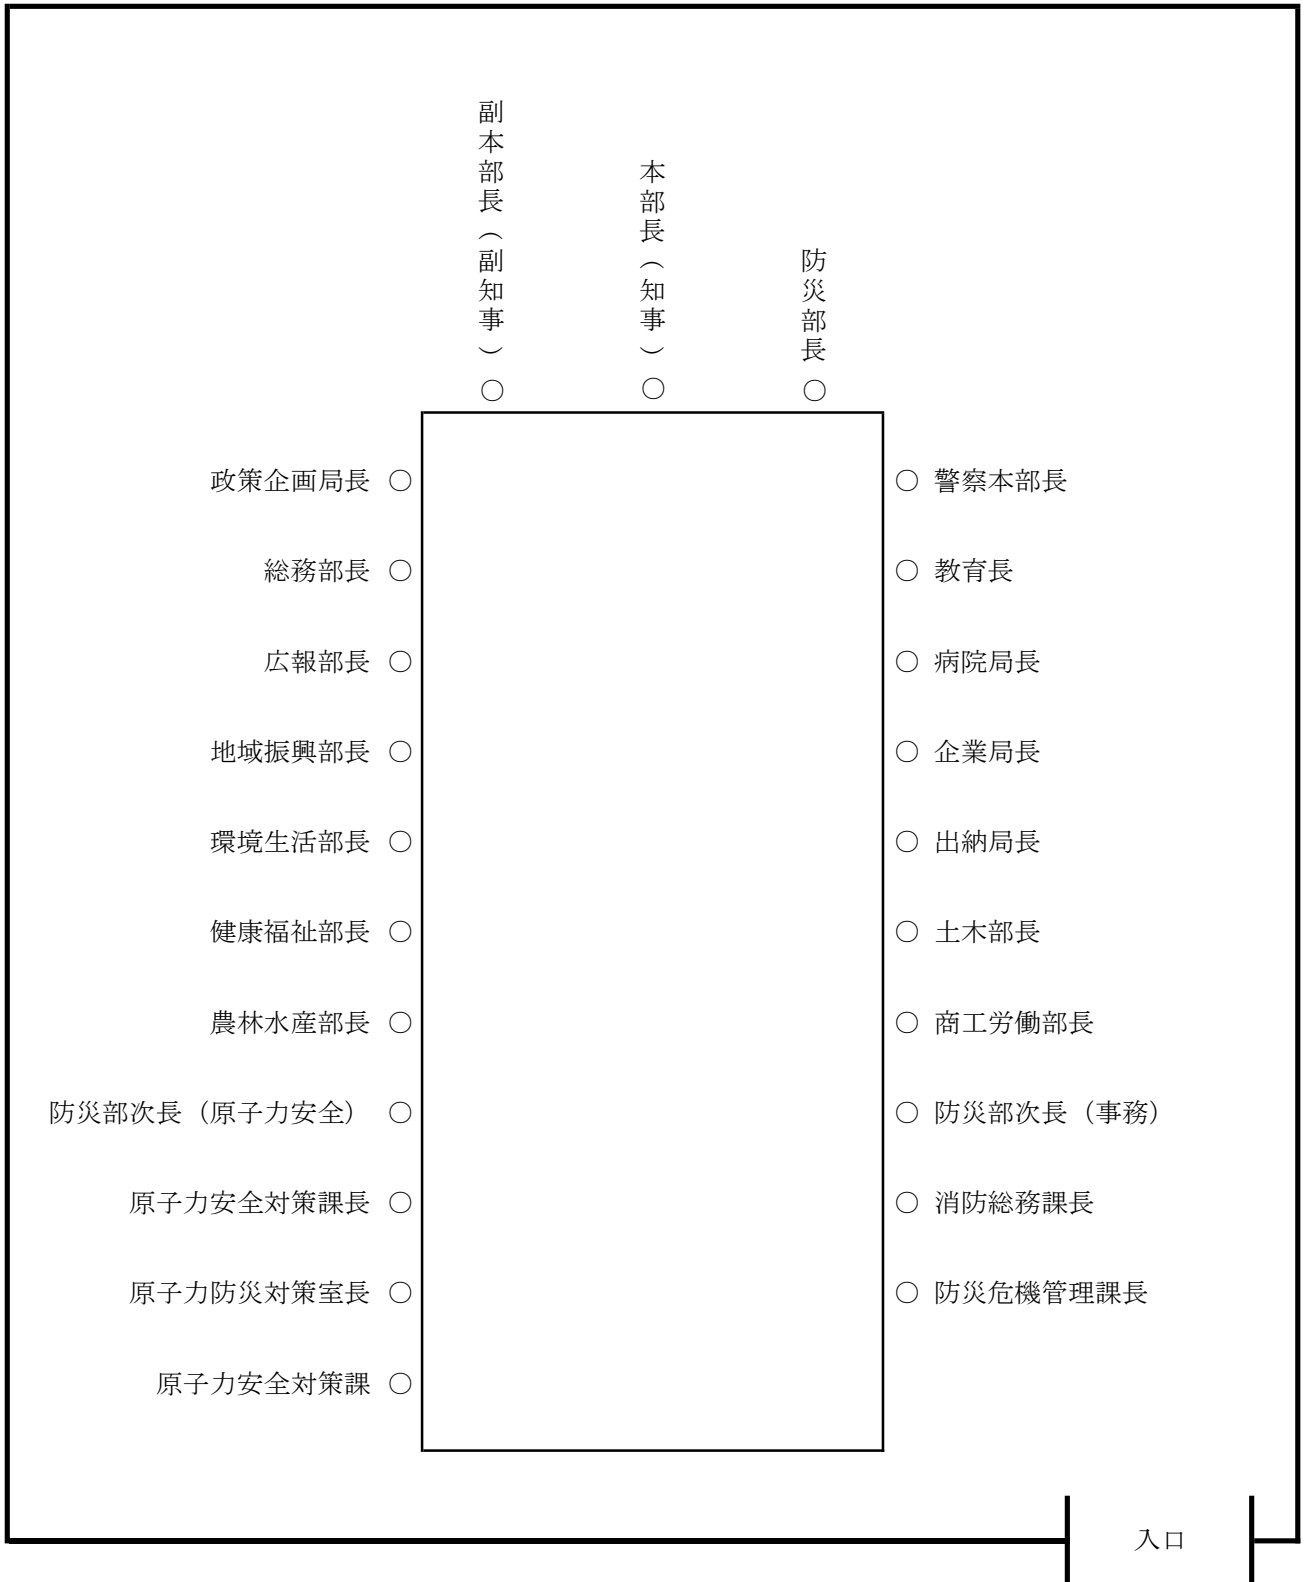 副本部長（副知事）○
本部長（知事）○
防災部長○
政策企画局長 ○
○ 警察本部長
総務部長 ○
○ 教育長
広報部長 ○
○ 病院局長
地域振興部長 ○
○ 企業局長
環境生活部長 ○
○ 出納局長
健康福祉部長 ○
○ 土木部長
農林水産部長 ○
○ 商工労働部長
防災部次長（原子力安全） ○
○ 防災部次長（事務）
原子力安全対策課長 ○
○ 消防総務課長
原子力防災対策室長 ○
○ 防災危機管理課長
原子力安全対策課 ○
入口